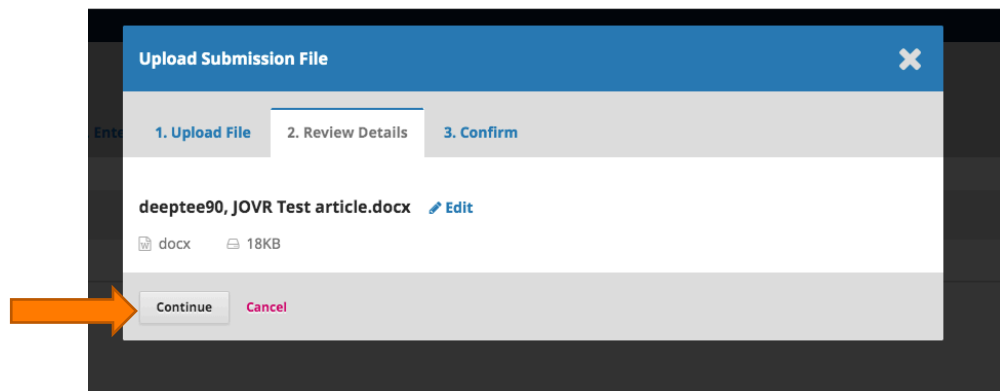 Upload Submission File
Ente
1. Upload File 2. Review Details 3. Confirm
deeptee90, JOVR Test article.docx Edit
docx 18KB
Continue Cancel